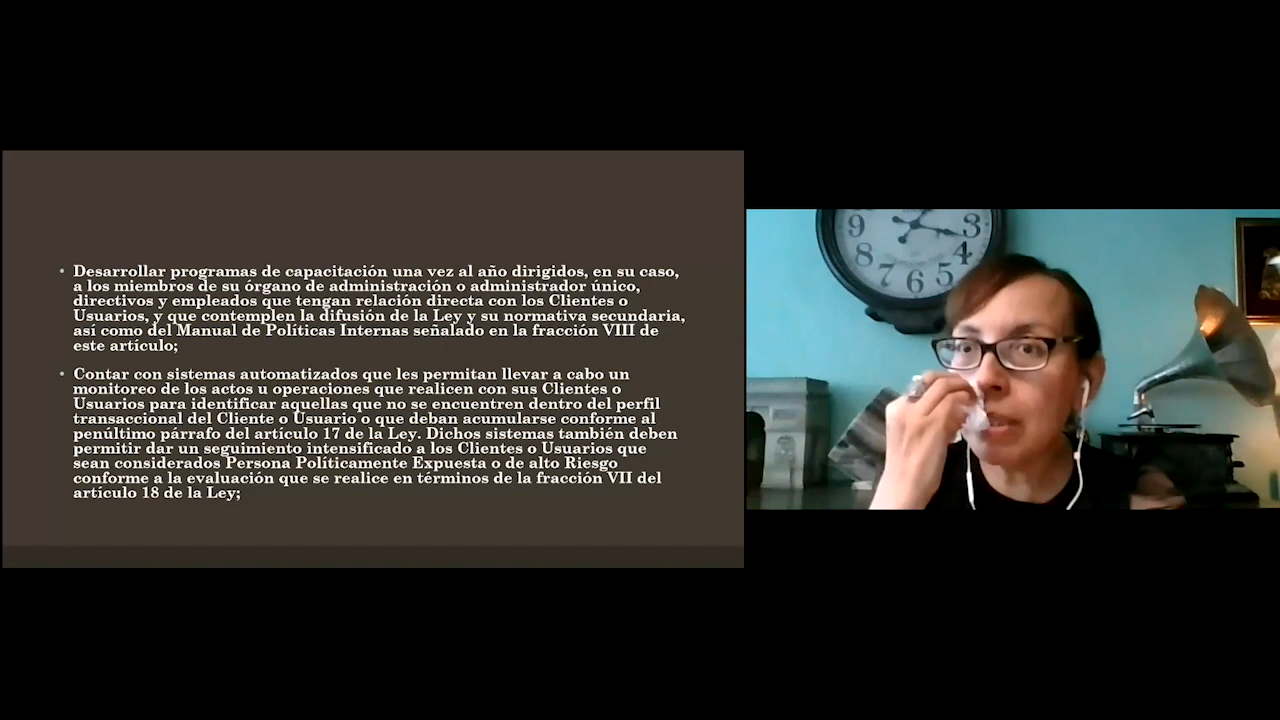 • Desarrollar programas de capacitación una vez al año dirigidos, en su caso,
a los miembros de su órgano de administración o administrador único,
directivos y empleados que tengan relación directa con los Clientes o
Usuarios, y que contemplen la difusión de la Ley y su normativa secundaria,
así como del Manual de Políticas Internas señalado en la fracción VIII de
este artículo;
• Contar con sistemas automatizados que les permitan llevar a cabo un
monitoreo de los actos u operaciones que realicen con sus Clientes o
Usuarios para identificar aquellas que no se encuentren dentro del perfil
transaccional del Cliente o Usuario o que deban acumularse conforme al
penúltimo párrafo del artículo 17 de la Ley. Dichos sistemas también deben
permitir dar un seguimiento intensificado a los Clientes o Usuarios que
sean considerados Persona Políticamente Expuesta o de alto Riesgo
conforme a la evaluación que se realice en términos de la fracción VII del
artículo 18 de la Ley;
9 3
8 4
7 6 5